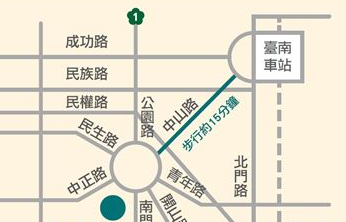 1
成功路
臺南
車站
民族路
民權路
公園路
中山路
步行約15分鐘
民生路
北門路
中正路
青年路
南門
開山